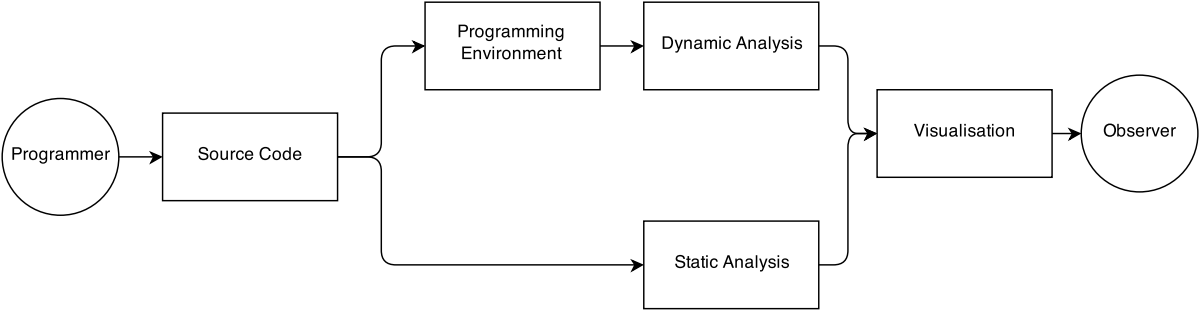 Programmer
Source Code
Programming
Environment
Dynamic Analysis
Static Analysis
Visualisation
Observer